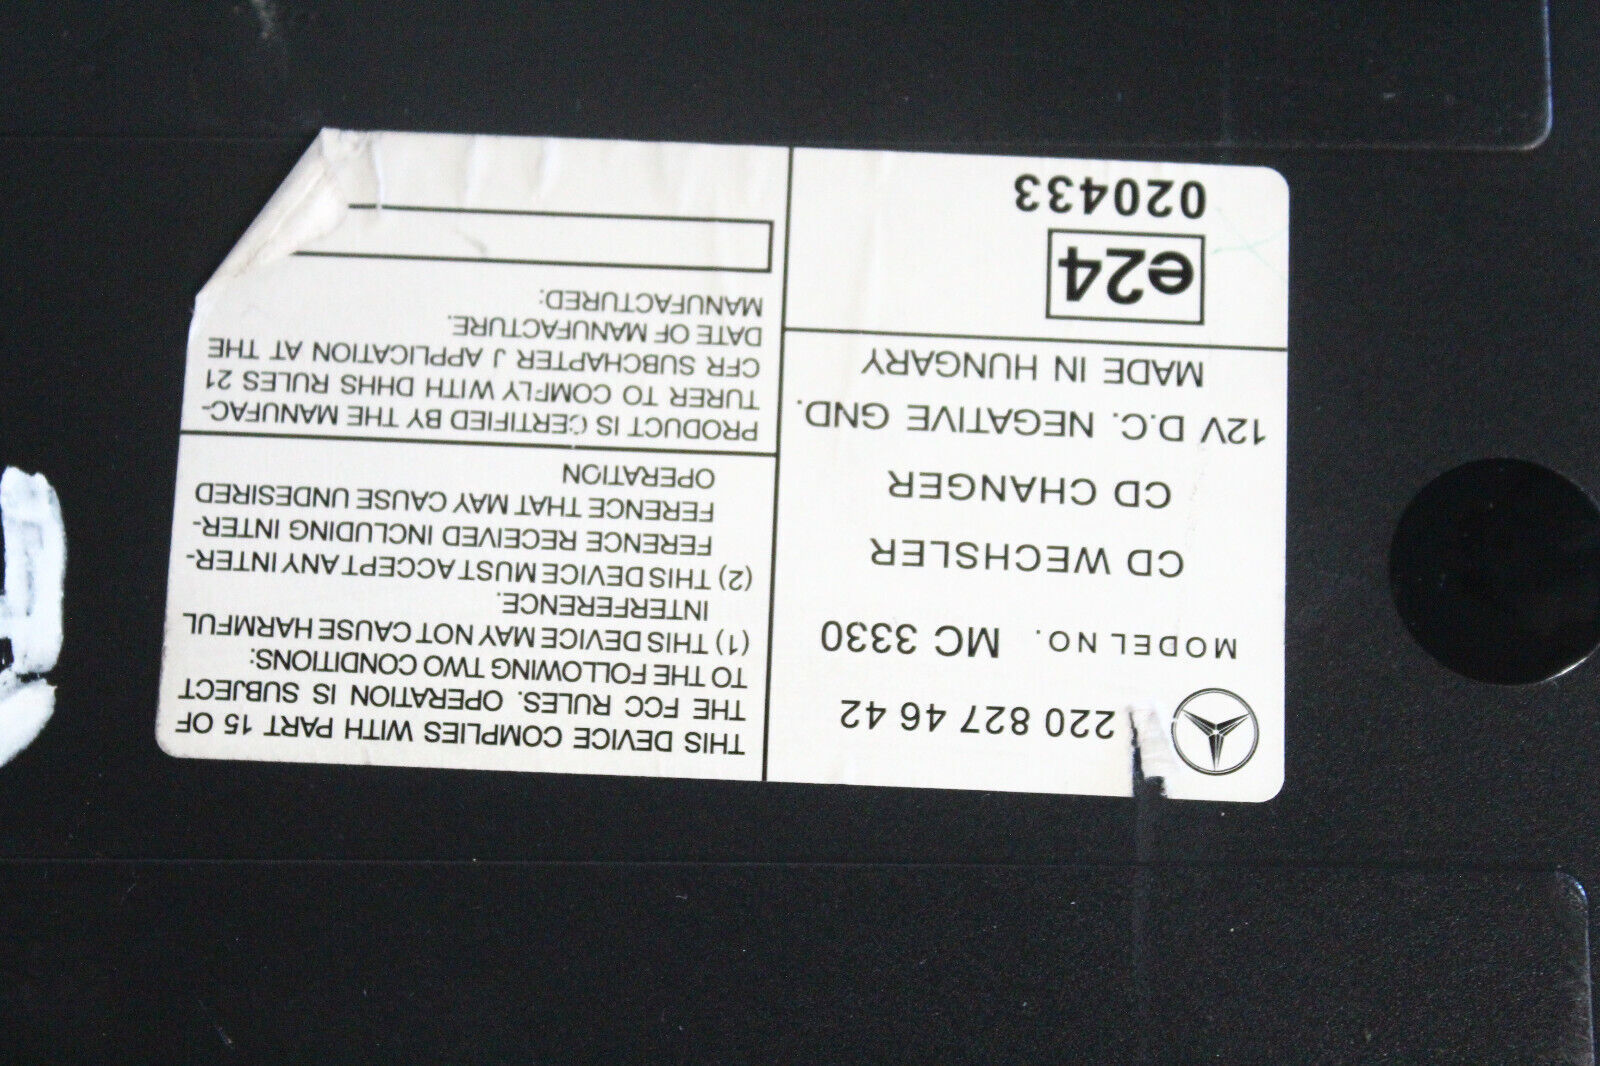 220 827 46 42
MODEL NO. MC 3330
CD WECHSLER
CD CHANGER
12V D.C. NEGATIVE GND.
MADE IN HUNGARY
e24
020433
THIS DEVICE COMPLIES WITH PART 15 OF
THE FCC RULES. OPERATION IS SUBJECT
TO THE FOLLOWING TWO CONDITIONS:
(1) THIS DEVICE MAY NOT CAUSE HARMFUL
INTERFERENCE.
(2) THIS DEVICE MUST ACCEPT ANY INTER-
FERENCE RECEIVED INCLUDING INTER-
FERENCE THAT MAY CAUSE UNDESIRED
OPERATION
PRODUCT IS CERTIFIED BY THE MANUFAC-
TURER TO COMPLY WITH DHHS RULES 21
CFR SUBCHAPTER J APPLICATION AT THE
DATE OF MANUFACTURE.
MANUFACTURED: